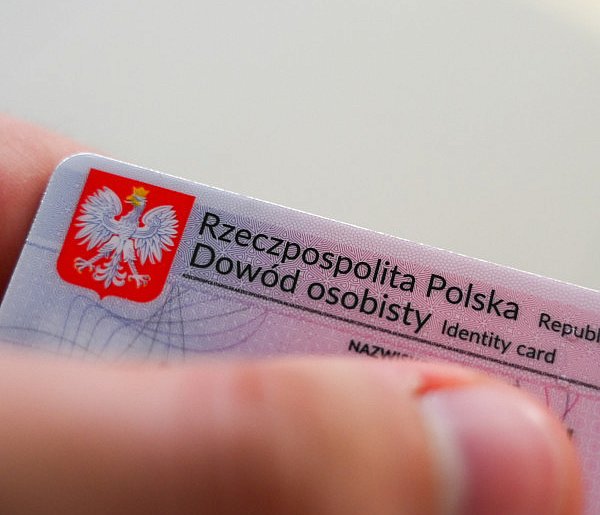 Rzeczpospolita Polska
Dowód osobisty Identity card